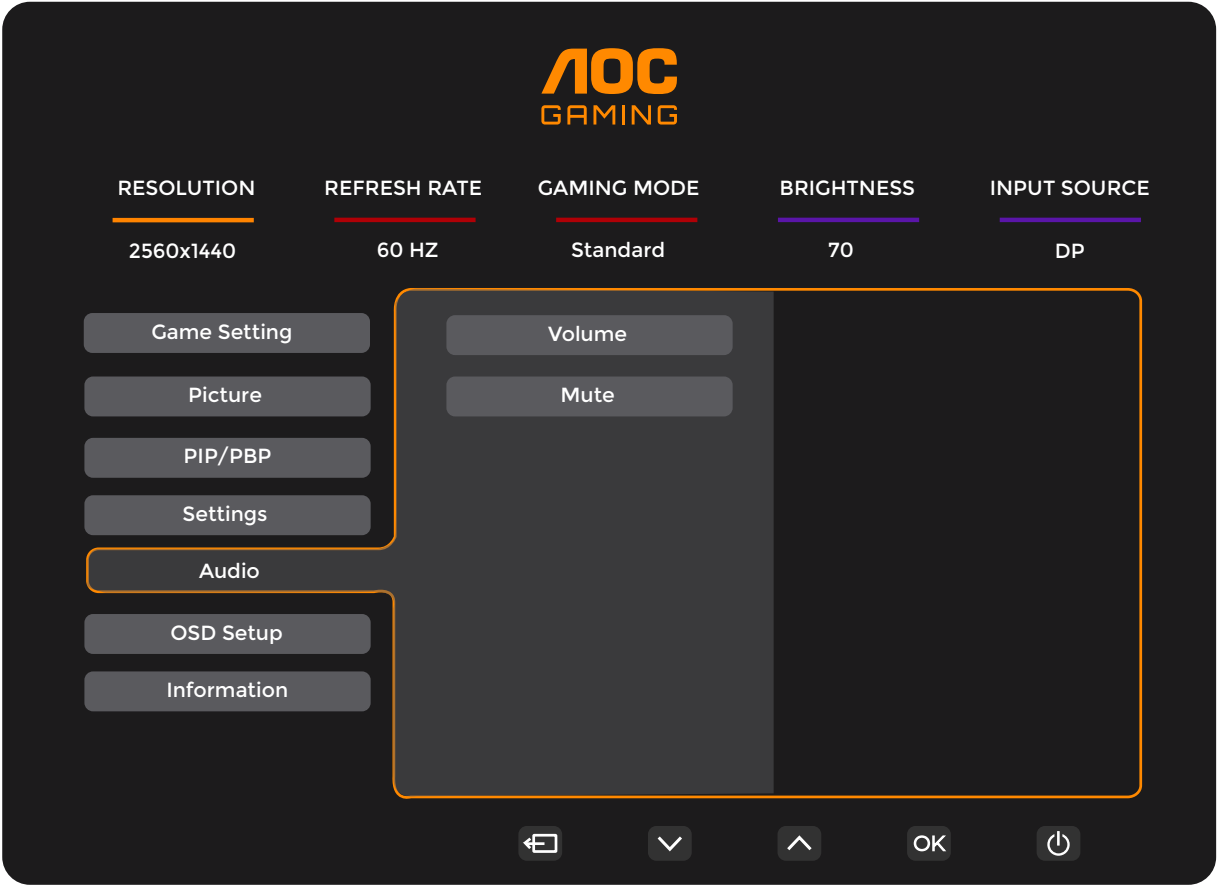 AOC
GAMING
RESOLUTION REFRESH RATE GAMING MODE BRIGHTNESS INPUT SOURCE
2560x1440 60 HZ Standard 70 DP
Game Setting
Picture
PIP/PBP
Settings
Audio
OSD Setup
Information
Volume
Mute
OK